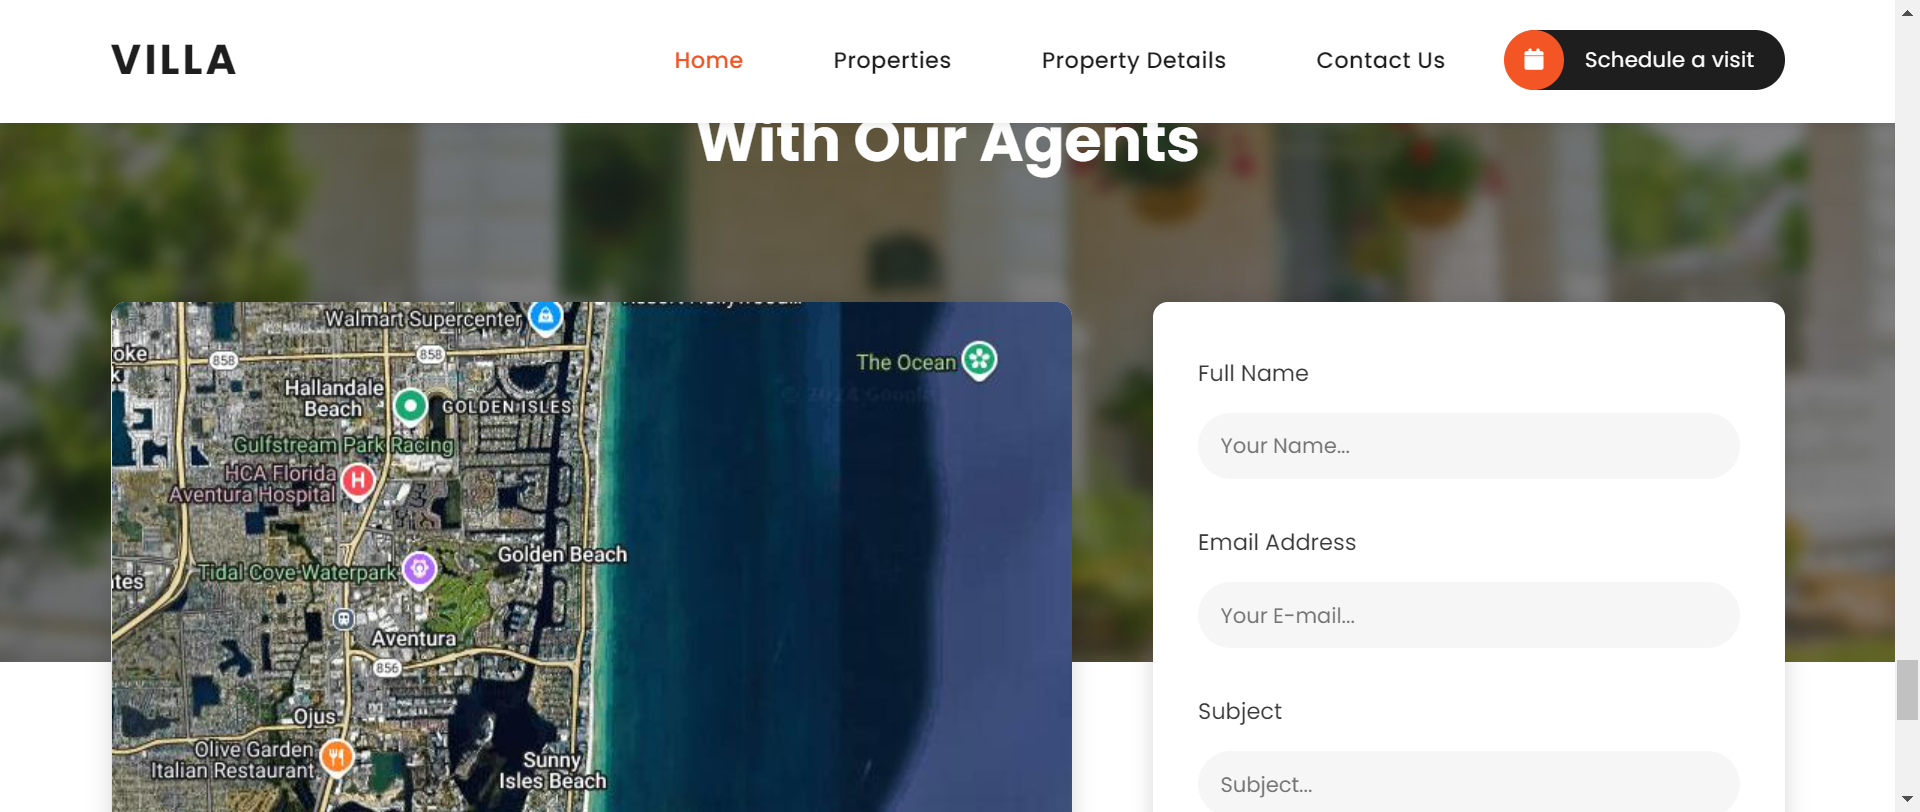 VILLA
Home
Properties
Property Details
Contact Us
Schedule a visit
With Our Agents
Walmart Supercenter
oke
858
858
The Ocean
Hallandale
Beach
GOLDEN ISLES
© 2024 Google
Gulfstream Park Racing
HCA Florida
Aventura Hospital
H
Golden Beach
Tidal Cove Waterpark
tes
Aventura
856
Ojus
Olive Garden
Italian Restaurant
Sunny
Isles Beach
Full Name
Your Name...
Email Address
Your E-mail...
Subject
Subject...